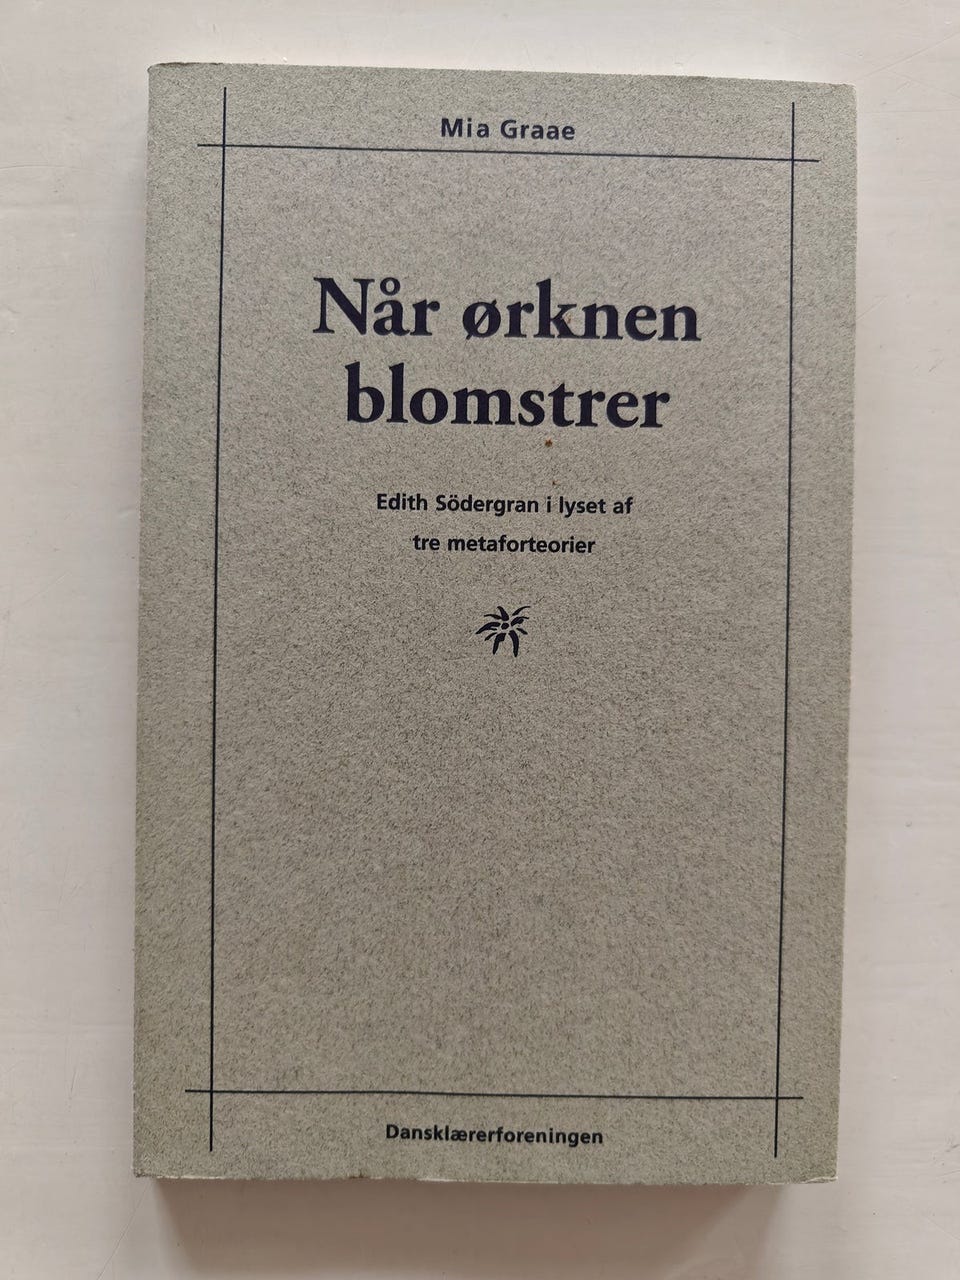 Mia Graae
Når ørknen
blomstrer
Edith Södergran i lyset af
tre metaforteorier
Dansklærerforeningen